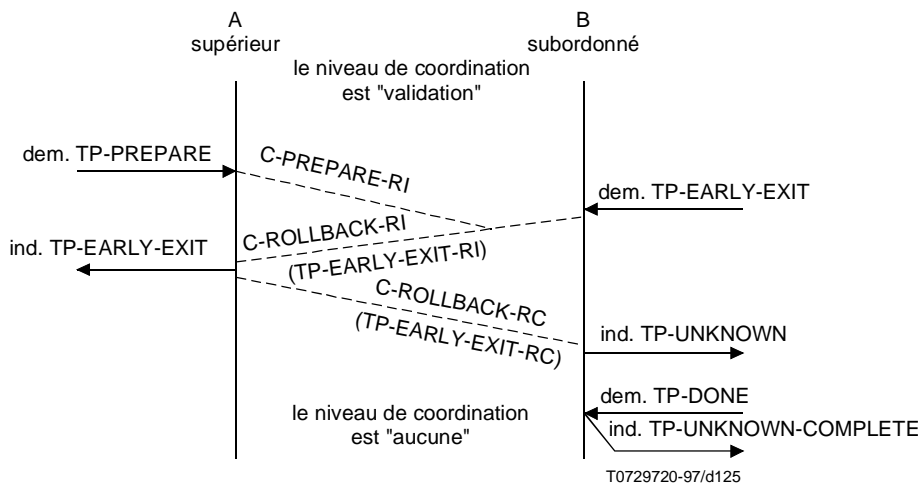 A
supérieur
B
subordonné
le niveau de coordination
est "validation"
dem. TP-PREPARE
C-PREPARE-RI
dem. TP-EARLY-EXIT
C-ROLLBACK-RI
ind. TP-EARLY-EXIT
(TP-EARLY-EXIT-RI)
C-ROLLBACK-RC
(TP-EARLY-EXIT-RC)
ind. TP-UNKNOWN
dem. TP-DONE
le niveau de coordination
est "aucune"
ind. TP-UNKNOWN-COMPLETE
T0729720-97/d125